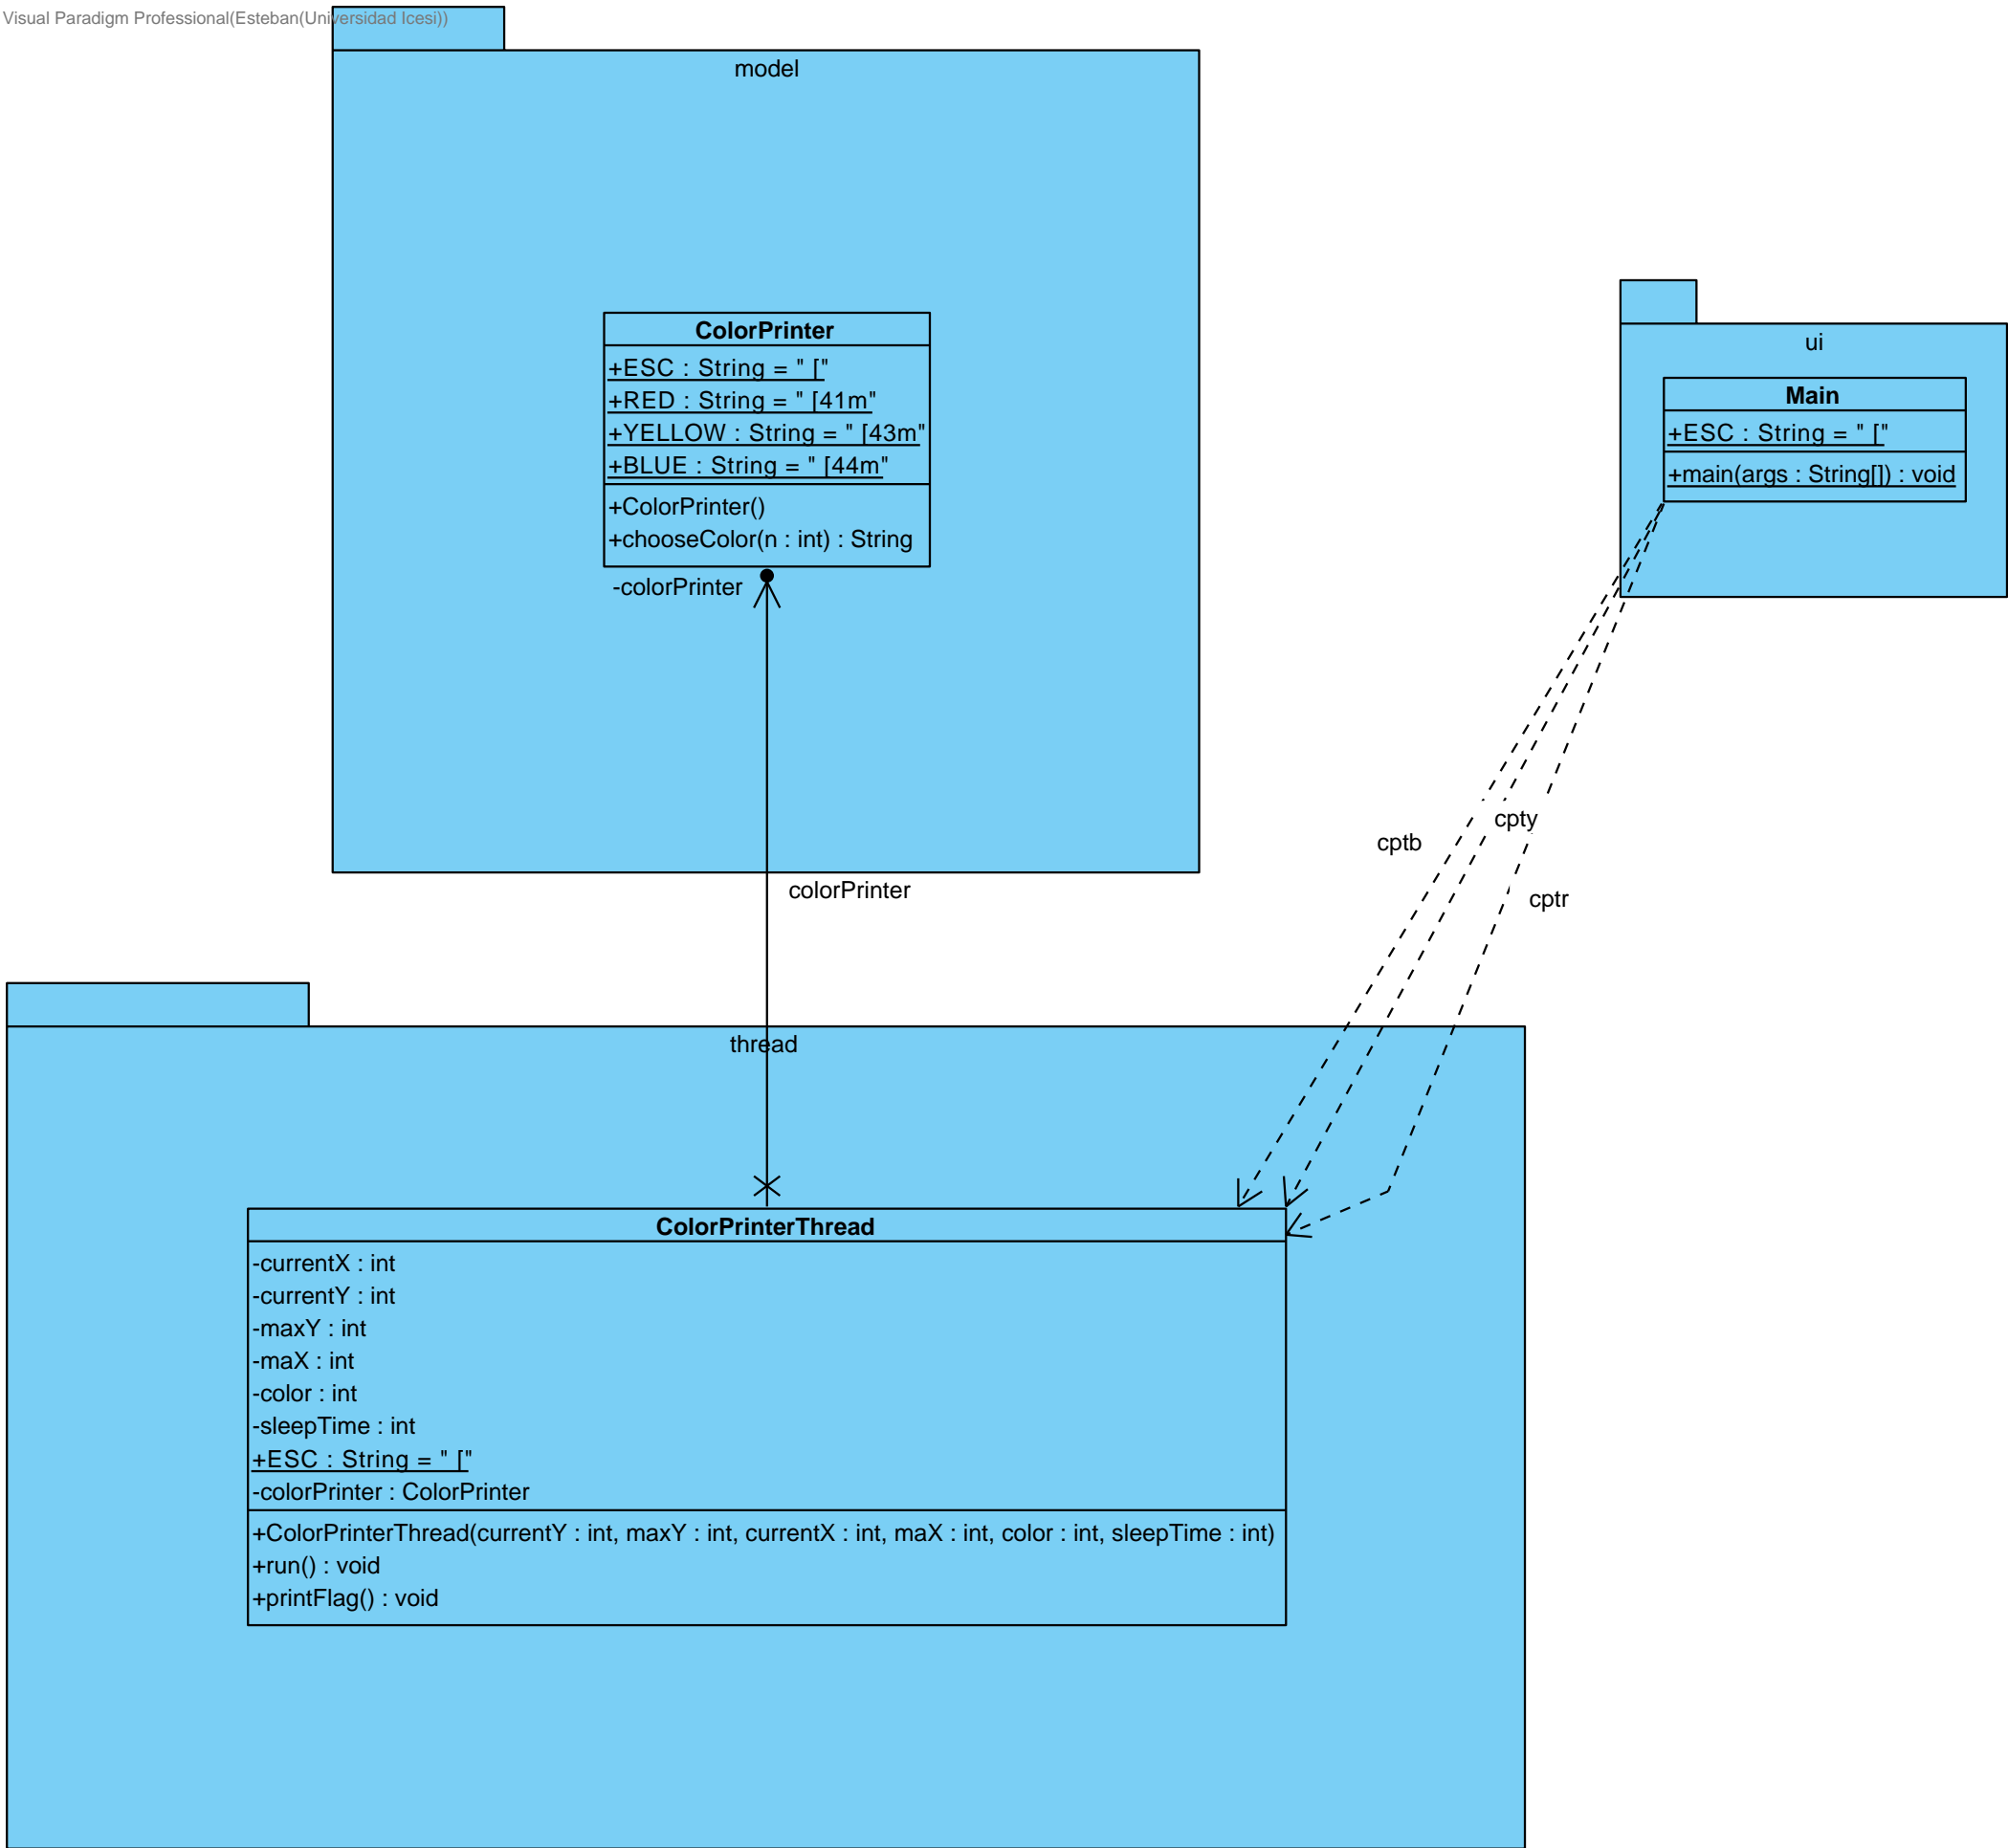 Visual Paradigm Professional(Esteban(Universidad Icesi))
model
ColorPrinter
+ESC : String = " ["
+RED : String = " [41m"
+YELLOW : String = " [43m"
+BLUE : String = " [44m"
+ColorPrinter()
+chooseColor(n : int) : String
-colorPrinter
ui
Main
+ESC : String = " ["
+main(args : String[]) : void
cptb
cpty
cptr
colorPrinter
thread
ColorPrinterThread
-currentX : int
-currentY : int
-maxY : int
-maX : int
-color : int
-sleepTime : int
+ESC : String = " ["
-colorPrinter : ColorPrinter
+ColorPrinterThread(currentY : int, maxY : int, currentX : int, maX : int, color : int, sleepTime : int)
+run() : void
+printFlag() : void